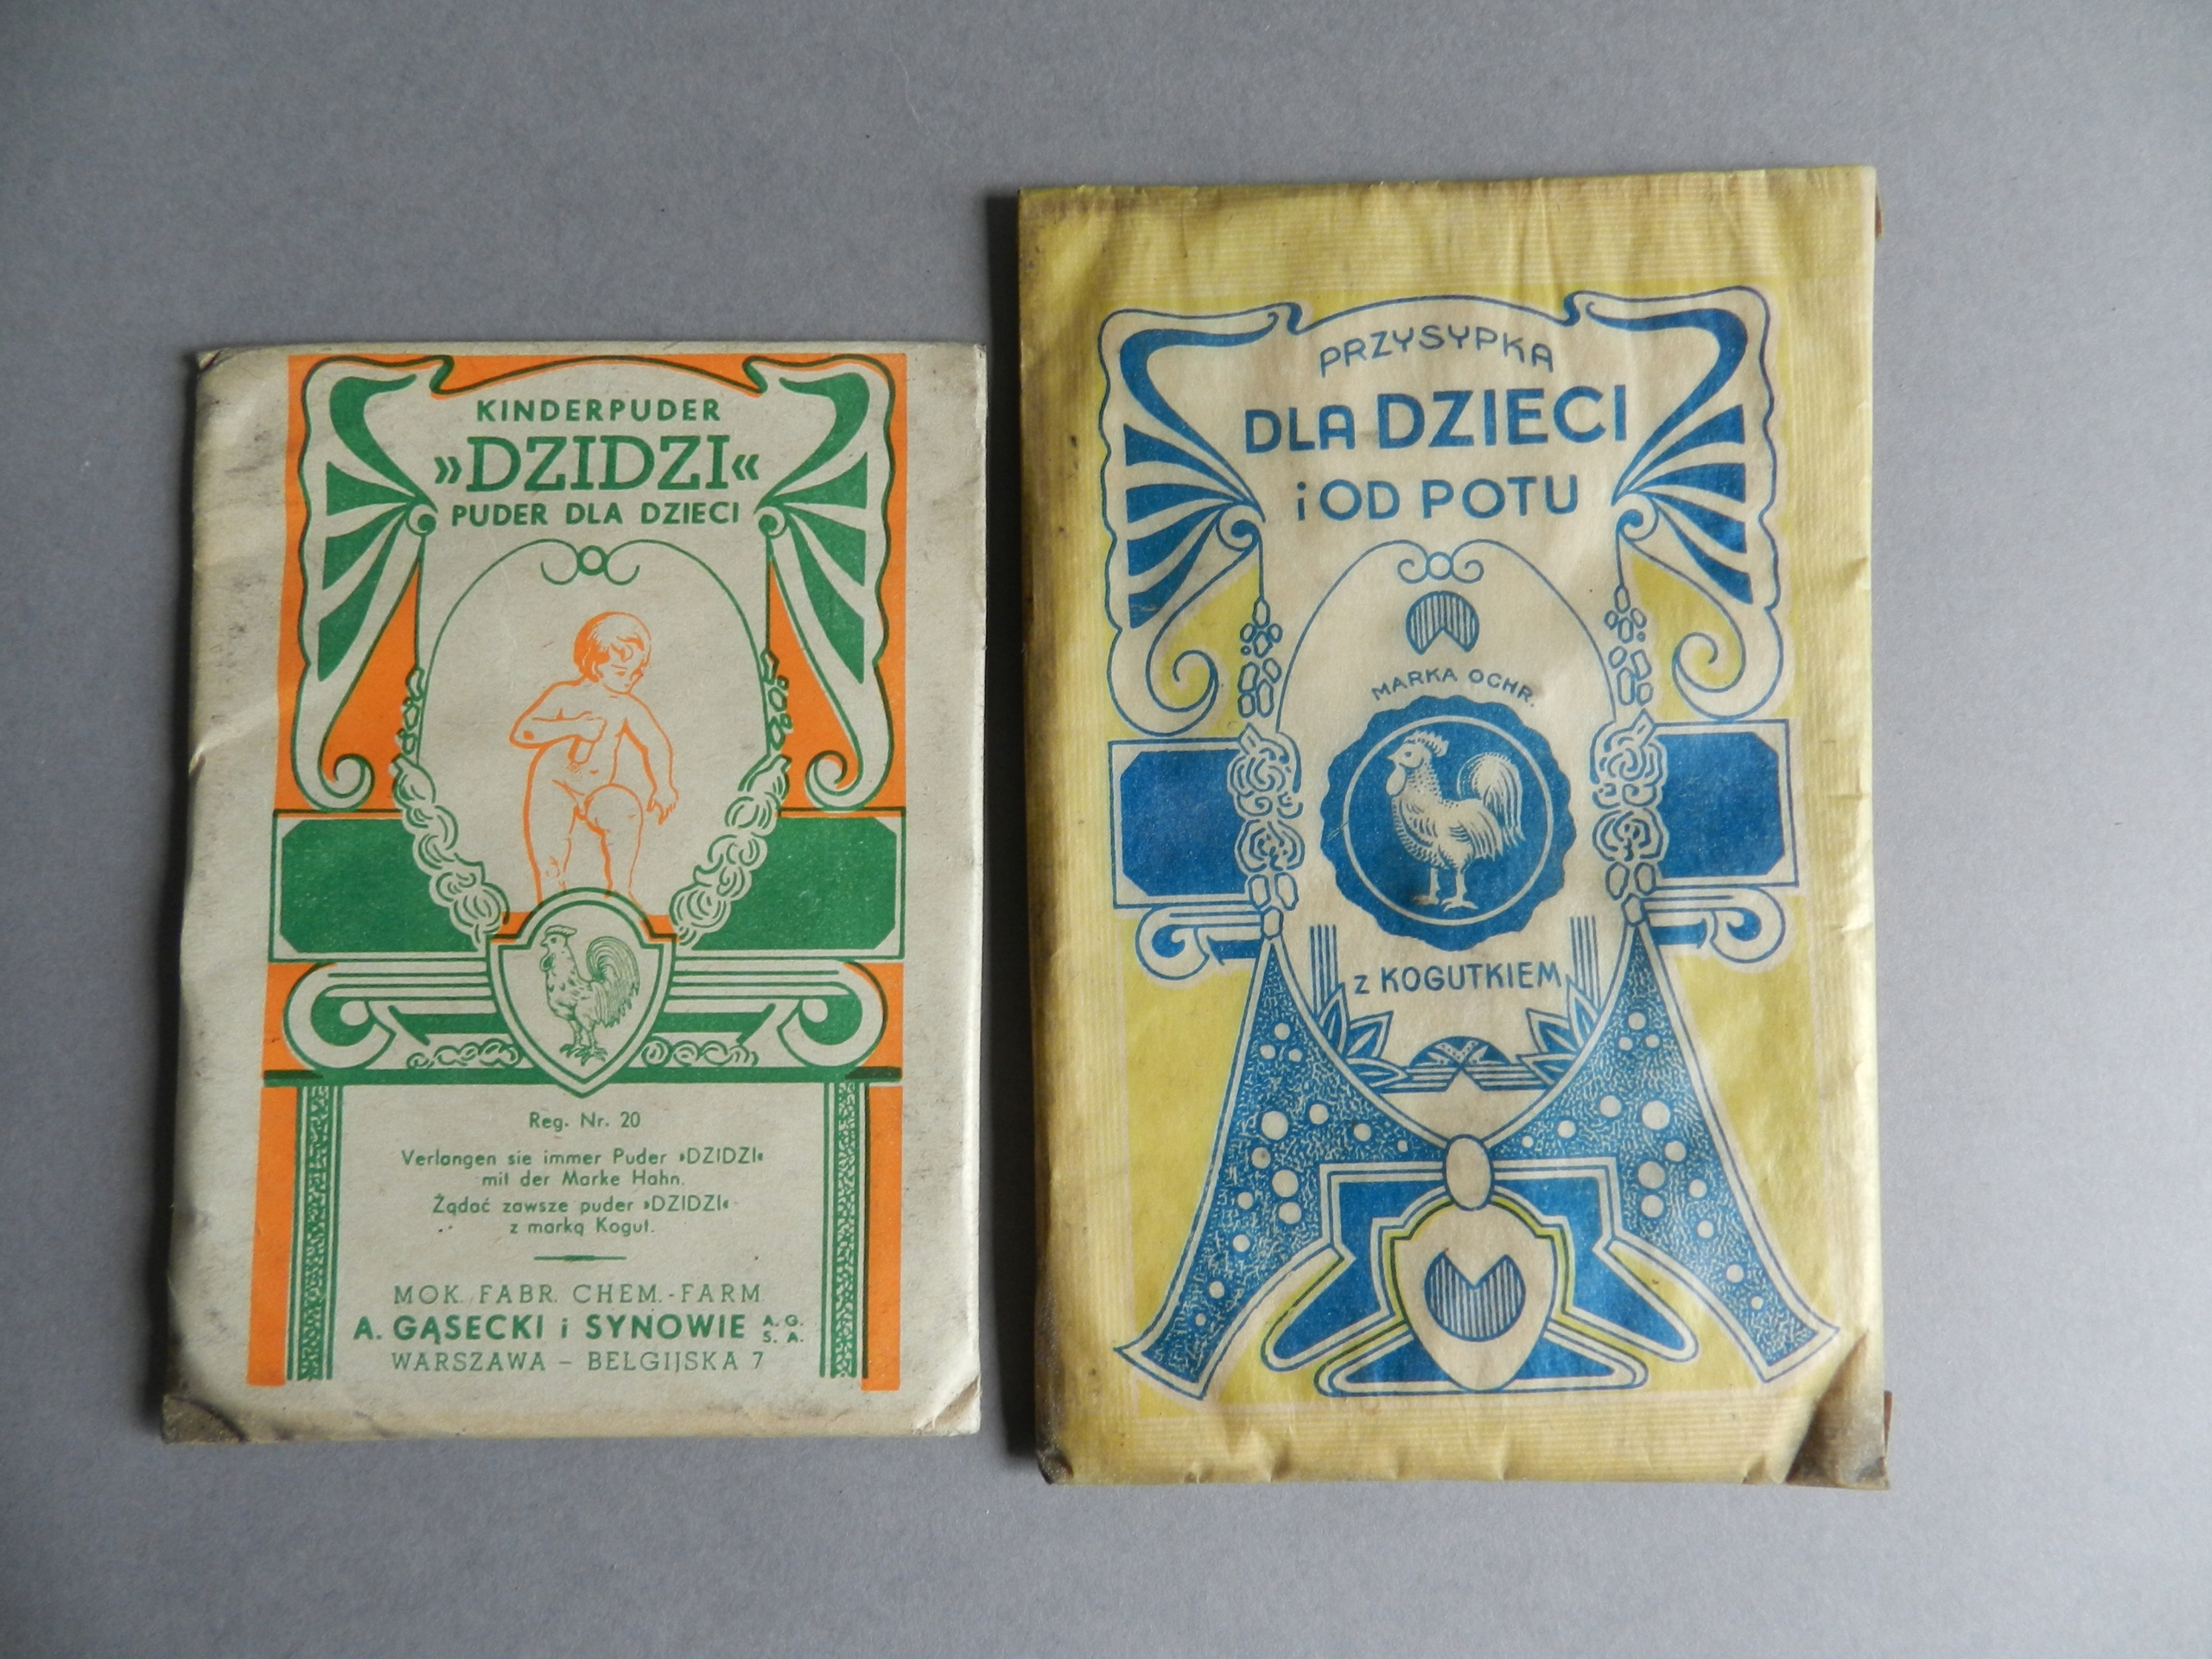 KINDERPUDER
»DZIDZI«
PUDER DLA DZIECI
Reg. Nr. 20
Verlangen sie immer Puder »DZIDZI«
mit der Marke Hahn.
Żądać zawsze puder »DZIDZI«
z marką Kogut.
MOK. FABR. CHEM.-FARM.
A. GĄSECKI i SYNOWIE A.G.
S.A.
WARSZAWA – BELGIJSKA 7
PRZYSYPKA
DLA DZIECI
i OD POTU
MARKA OCHR.
z KOGUTKIEM